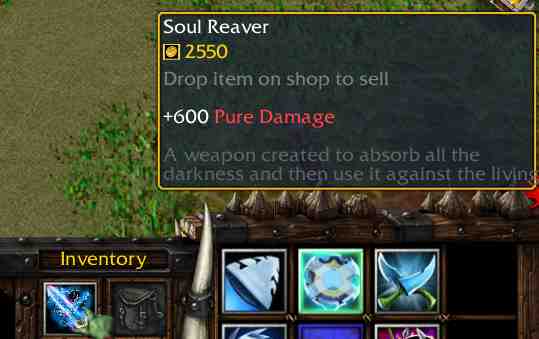 Soul Reaver
2550
Drop item on shop to sell
+600 Pure Damage
A weapon created to absorb all the
darkness and then use it against the living
Inventory